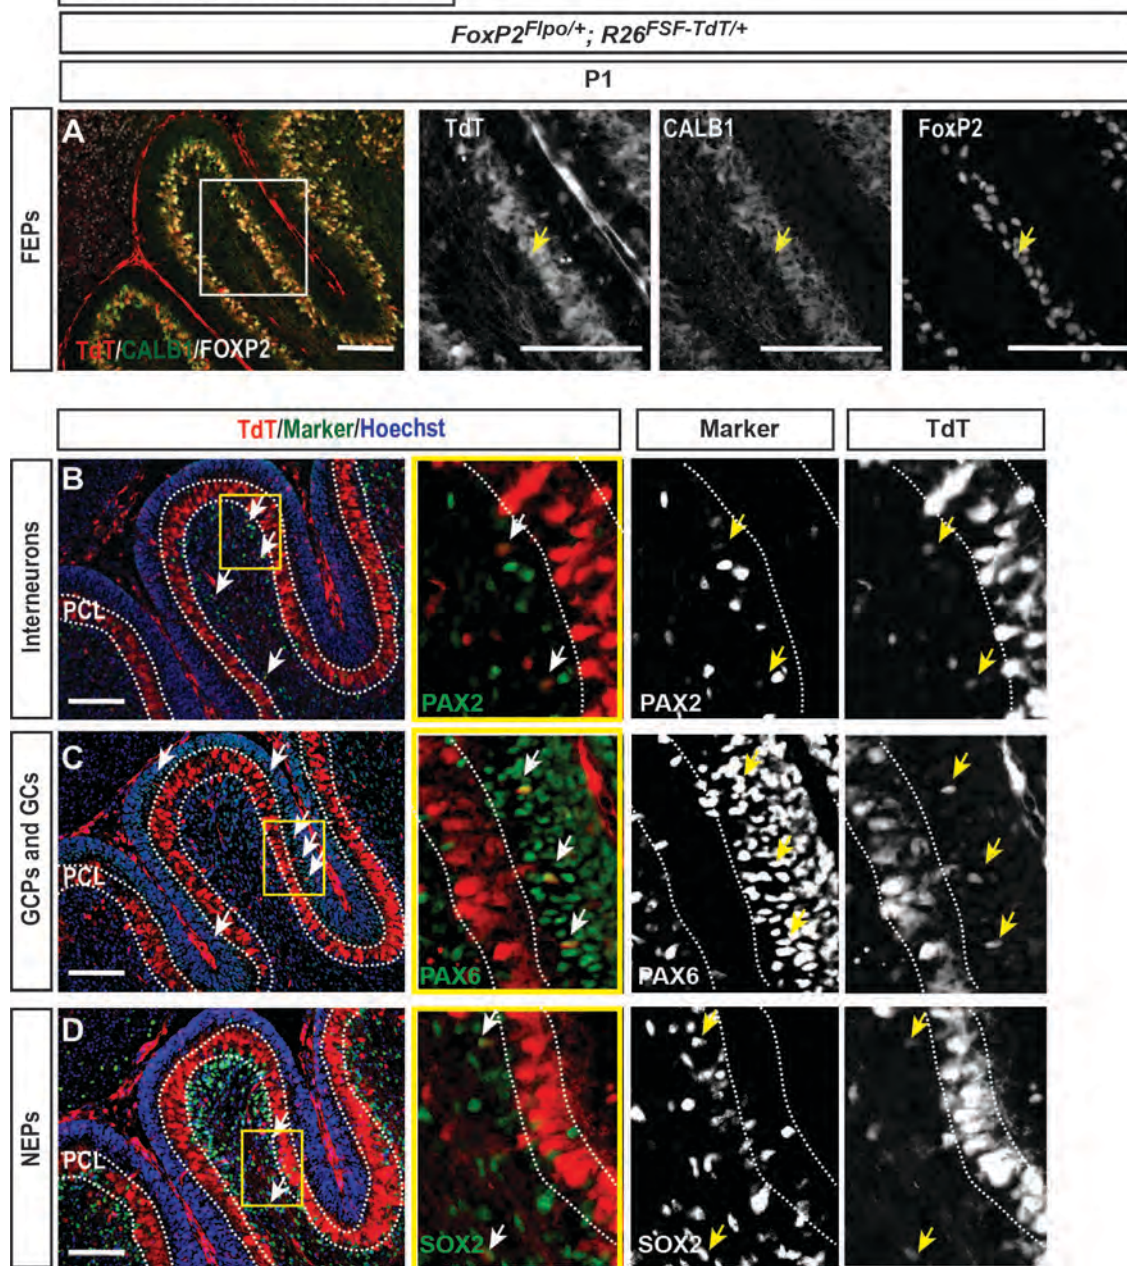 FoxP2Flpo/+; R26FSF-TdT/+
P1
FEPs
A
TdT/CALB1/FOXP2
TdT
CALB1
FoxP2
TdT/Marker/Hoechst
Marker
TdT
Interneurons
B
PCL
PAX2
PAX2
GCPs and GCs
C
PCL
PAX6
PAX6
NEPs
D
PCL
SOX2
SOX2